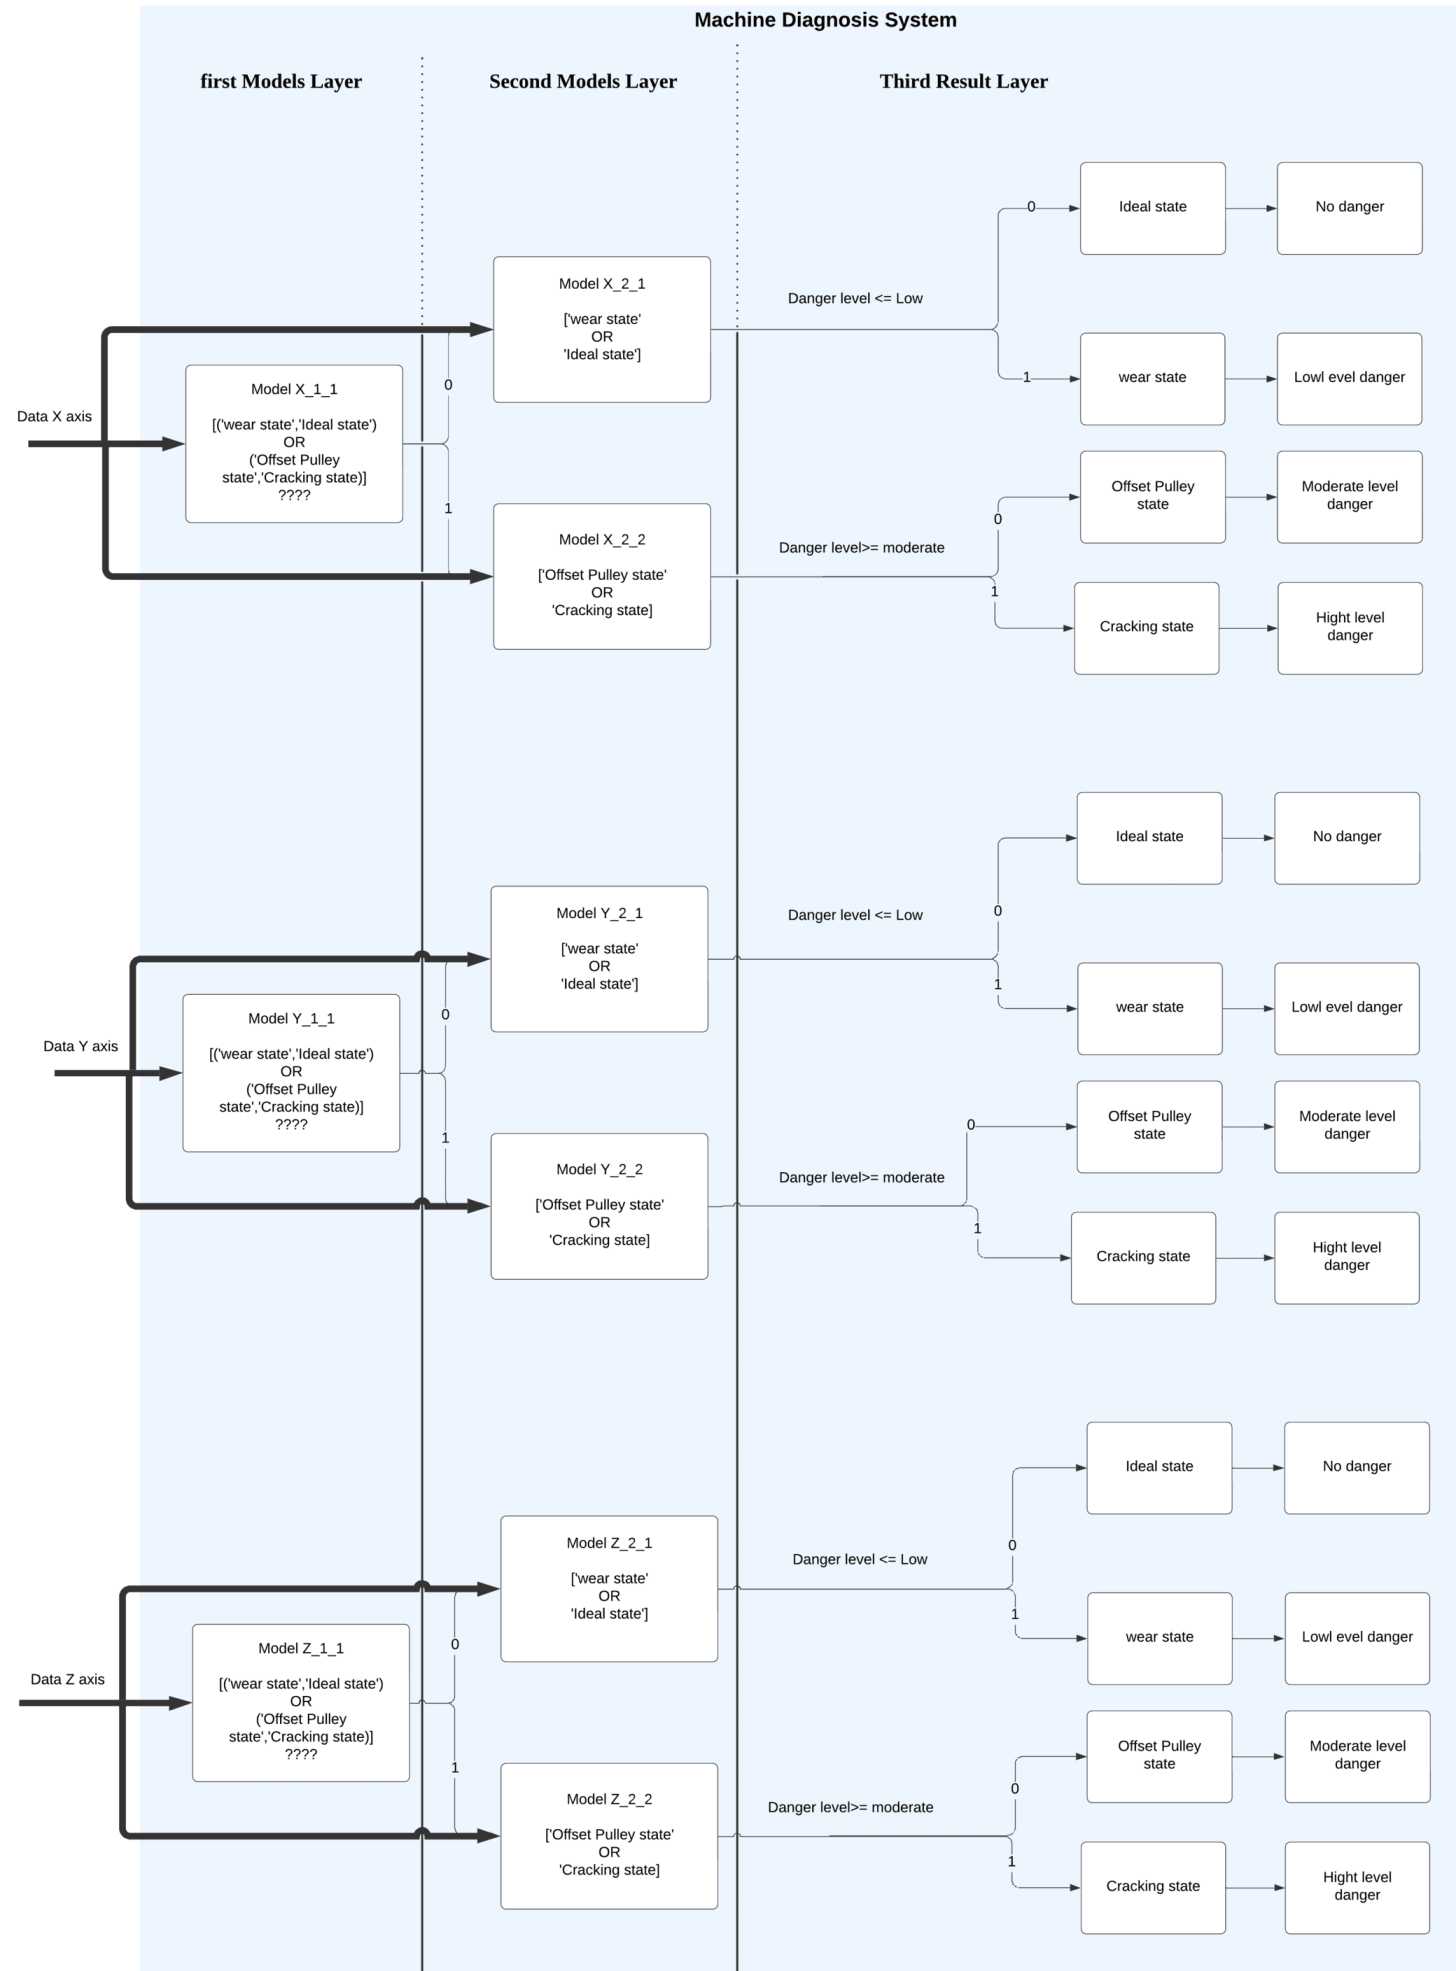 Machine Diagnosis System
first Models Layer
Second Models Layer
Third Result Layer
Data X axis
Model X_1_1
[('wear state','Ideal state')
OR
('Offset Pulley
state','Cracking state)]
????
0
1
Model X_2_1
['wear state'
OR
'Ideal state']
Model X_2_2
['Offset Pulley state'
OR
'Cracking state]
Danger level <= Low
0
1
Danger level>= moderate
0
1
Ideal state
No danger
wear state
Lowl evel danger
Offset Pulley
state
Moderate level
danger
Cracking state
Hight level
danger
Data Y axis
Model Y_1_1
[('wear state','Ideal state')
OR
('Offset Pulley
state','Cracking state)]
????
0
1
Model Y_2_1
['wear state'
OR
'Ideal state']
Model Y_2_2
['Offset Pulley state'
OR
'Cracking state]
Danger level <= Low
0
1
Danger level>= moderate
0
1
Ideal state
No danger
wear state
Lowl evel danger
Offset Pulley
state
Moderate level
danger
Cracking state
Hight level
danger
Data Z axis
Model Z_1_1
[('wear state','Ideal state')
OR
('Offset Pulley
state','Cracking state)]
????
0
1
Model Z_2_1
['wear state'
OR
'Ideal state']
Model Z_2_2
['Offset Pulley state'
OR
'Cracking state]
Danger level <= Low
0
1
Danger level>= moderate
0
1
Ideal state
No danger
wear state
Lowl evel danger
Offset Pulley
state
Moderate level
danger
Cracking state
Hight level
danger